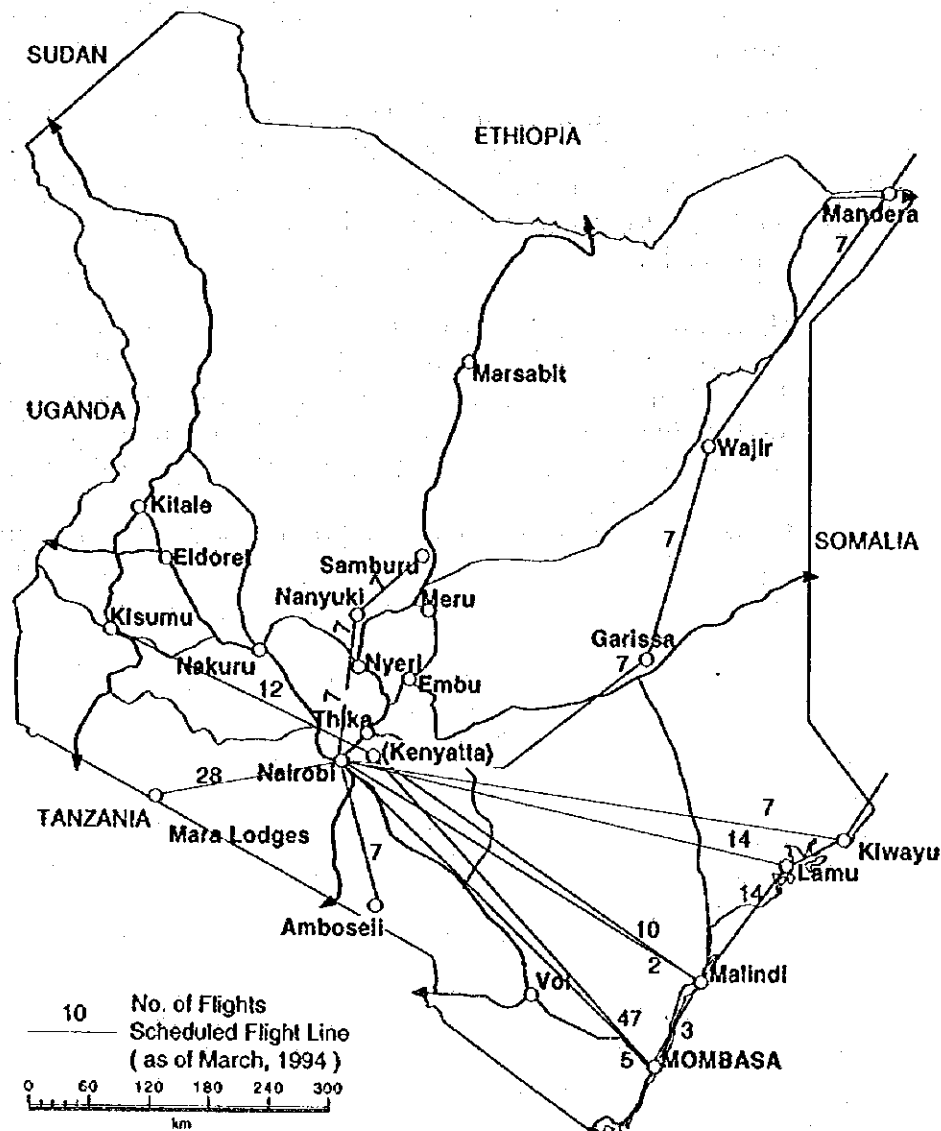 SUDAN
ETHIOPIA
Mandera
7
Marsabit
UGANDA
Wajir
Kitale
7
SOMALIA
Eldoret
Samburu
7
Nanyuki
Meru
Kisumu
7
Garissa
7
Nakuru
Nyeri
12
7
Embu
Thika
(Kenyatta)
Nairobi
28
TANZANIA
Mara Lodges
7
7
14
Kiwayu
Lamu
14
Amboseli
10
2
Malindi
Voi
47
3
5
MOMBASA
10 No. of Flights
Scheduled Flight Line
( as of March, 1994 )
0 60 120 180 240 300
km